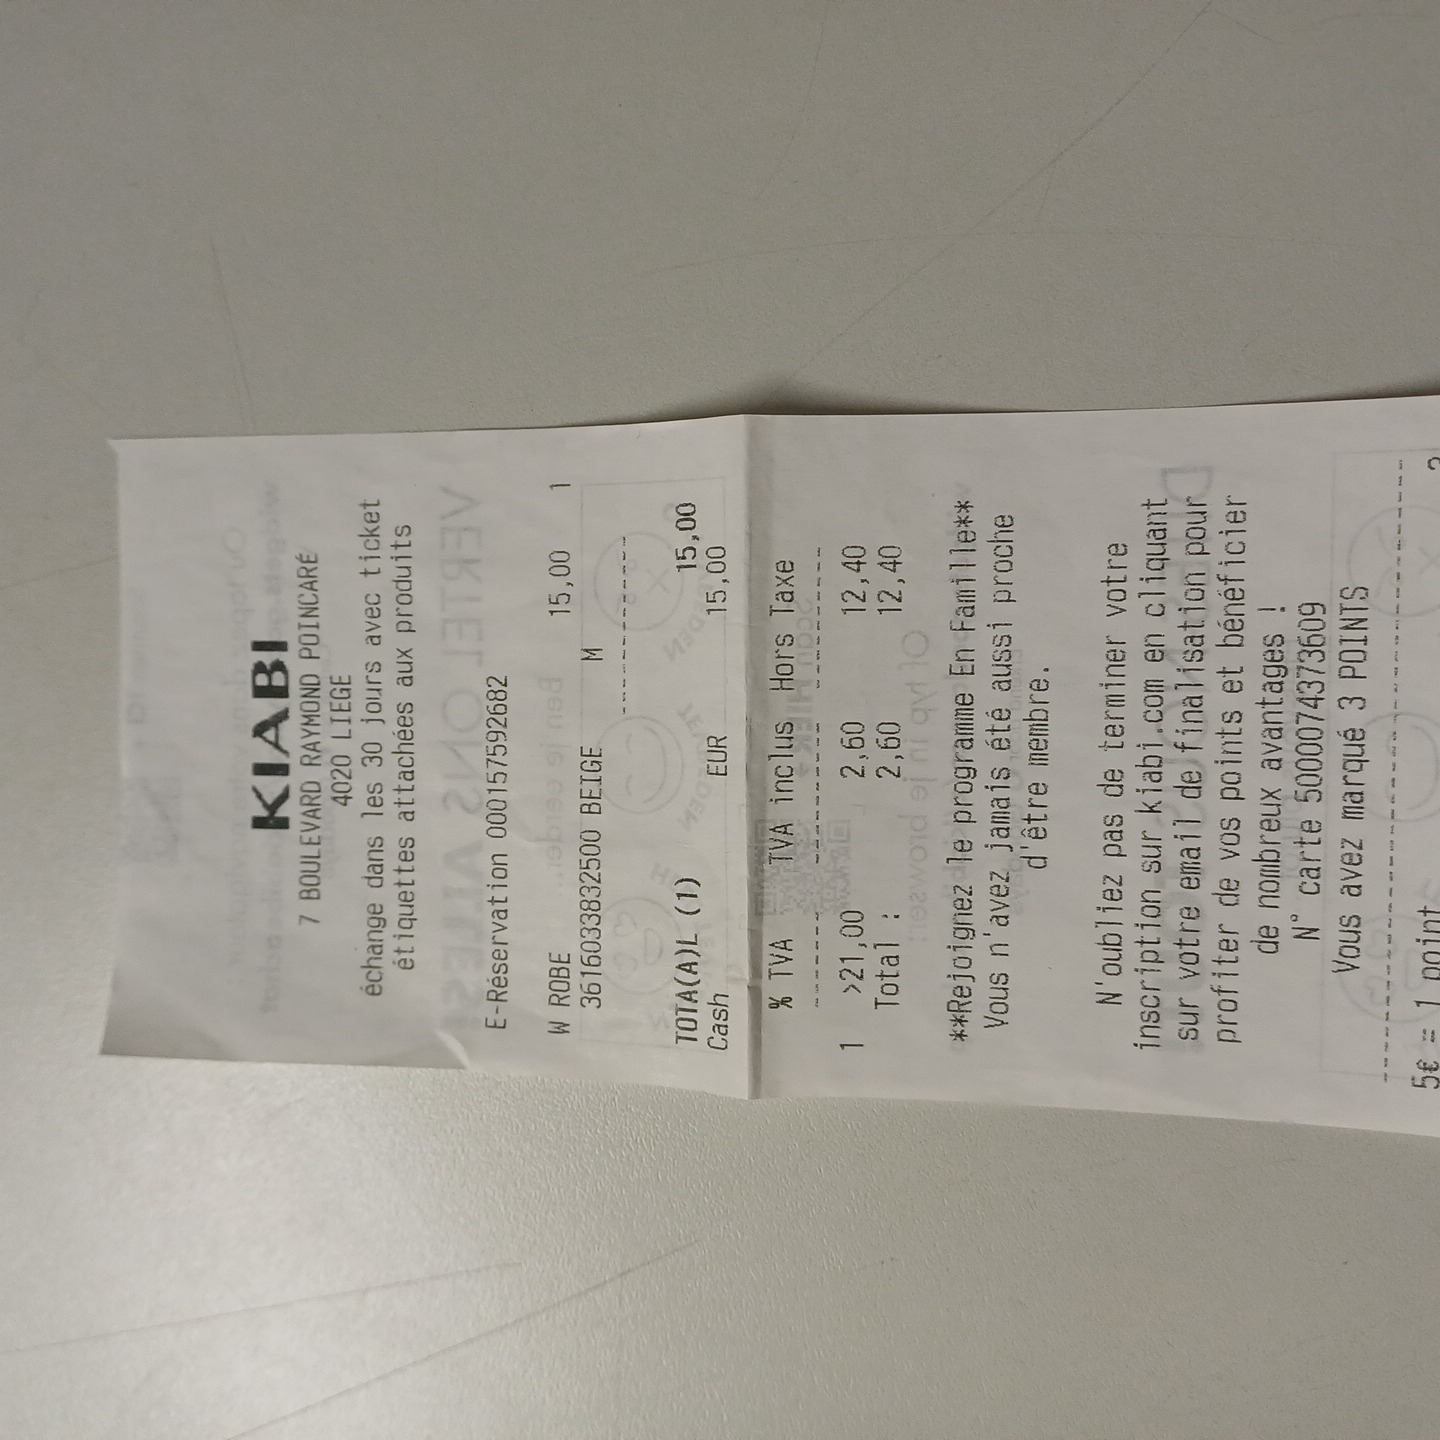 KIABI
7 BOULEVARD RAYMOND POINCARÉ
4020 LIEGE
échange dans les 30 jours avec ticket
étiquettes attachées aux produits
E-Réservation 000157592682
W ROBE 15,00 1
3616033832500 BEIGE M
TOTA(A)L (1) 15,00
Cash EUR 15,00
% TVA TVA inclus Hors Taxe
1 >21,00 2,60 12,40
Total : 2,60 12,40
**Rejoignez le programme En Famille**
Vous n'avez jamais été aussi proche
d'être membre.
N'oubliez pas de terminer votre
inscription sur kiabi.com en cliquant
sur votre email de finalisation pour
profiter de vos points et bénéficier
de nombreux avantages !
N° carte 5000074373609
Vous avez marqué 3 POINTS
5€ = 1 point